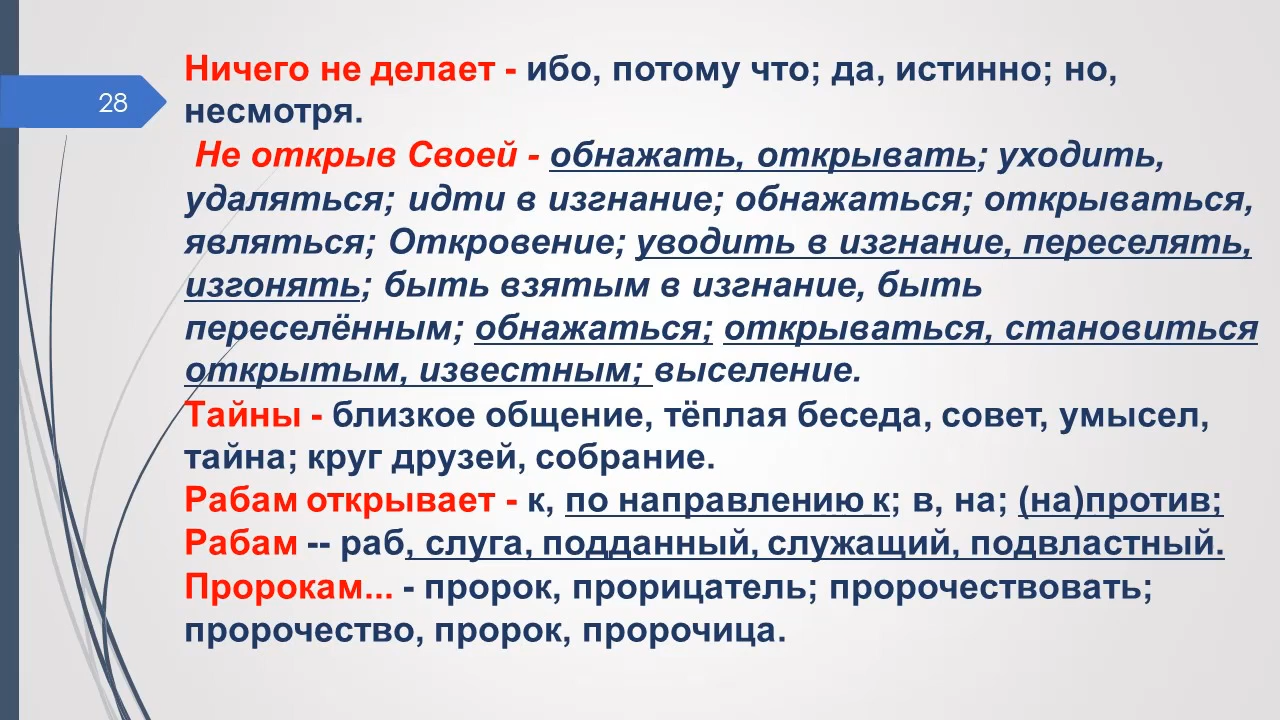 28
Ничего не делает - ибо, потому что; да, истинно; но,
несмотря.
Не открыв Своей - обнажать, открывать; уходить,
удаляться; идти в изгнание; обнажаться; открываться,
являться; Откровение; уводить в изгнание, переселять,
изгонять; быть взятым в изгнание, быть
переселённым; обнажаться; открываться, становиться
открытым, известным; выселение.
Тайны - близкое общение, тёплая беседа, совет, умысел,
тайна; круг друзей, собрание.
Рабам открывает - к, по направлению к; в, на; (на)против;
Рабам -- раб, слуга, подданный, служащий, подвластный.
Пророкам... - пророк, прорицатель; пророчествовать;
пророчество, пророк, пророчица.